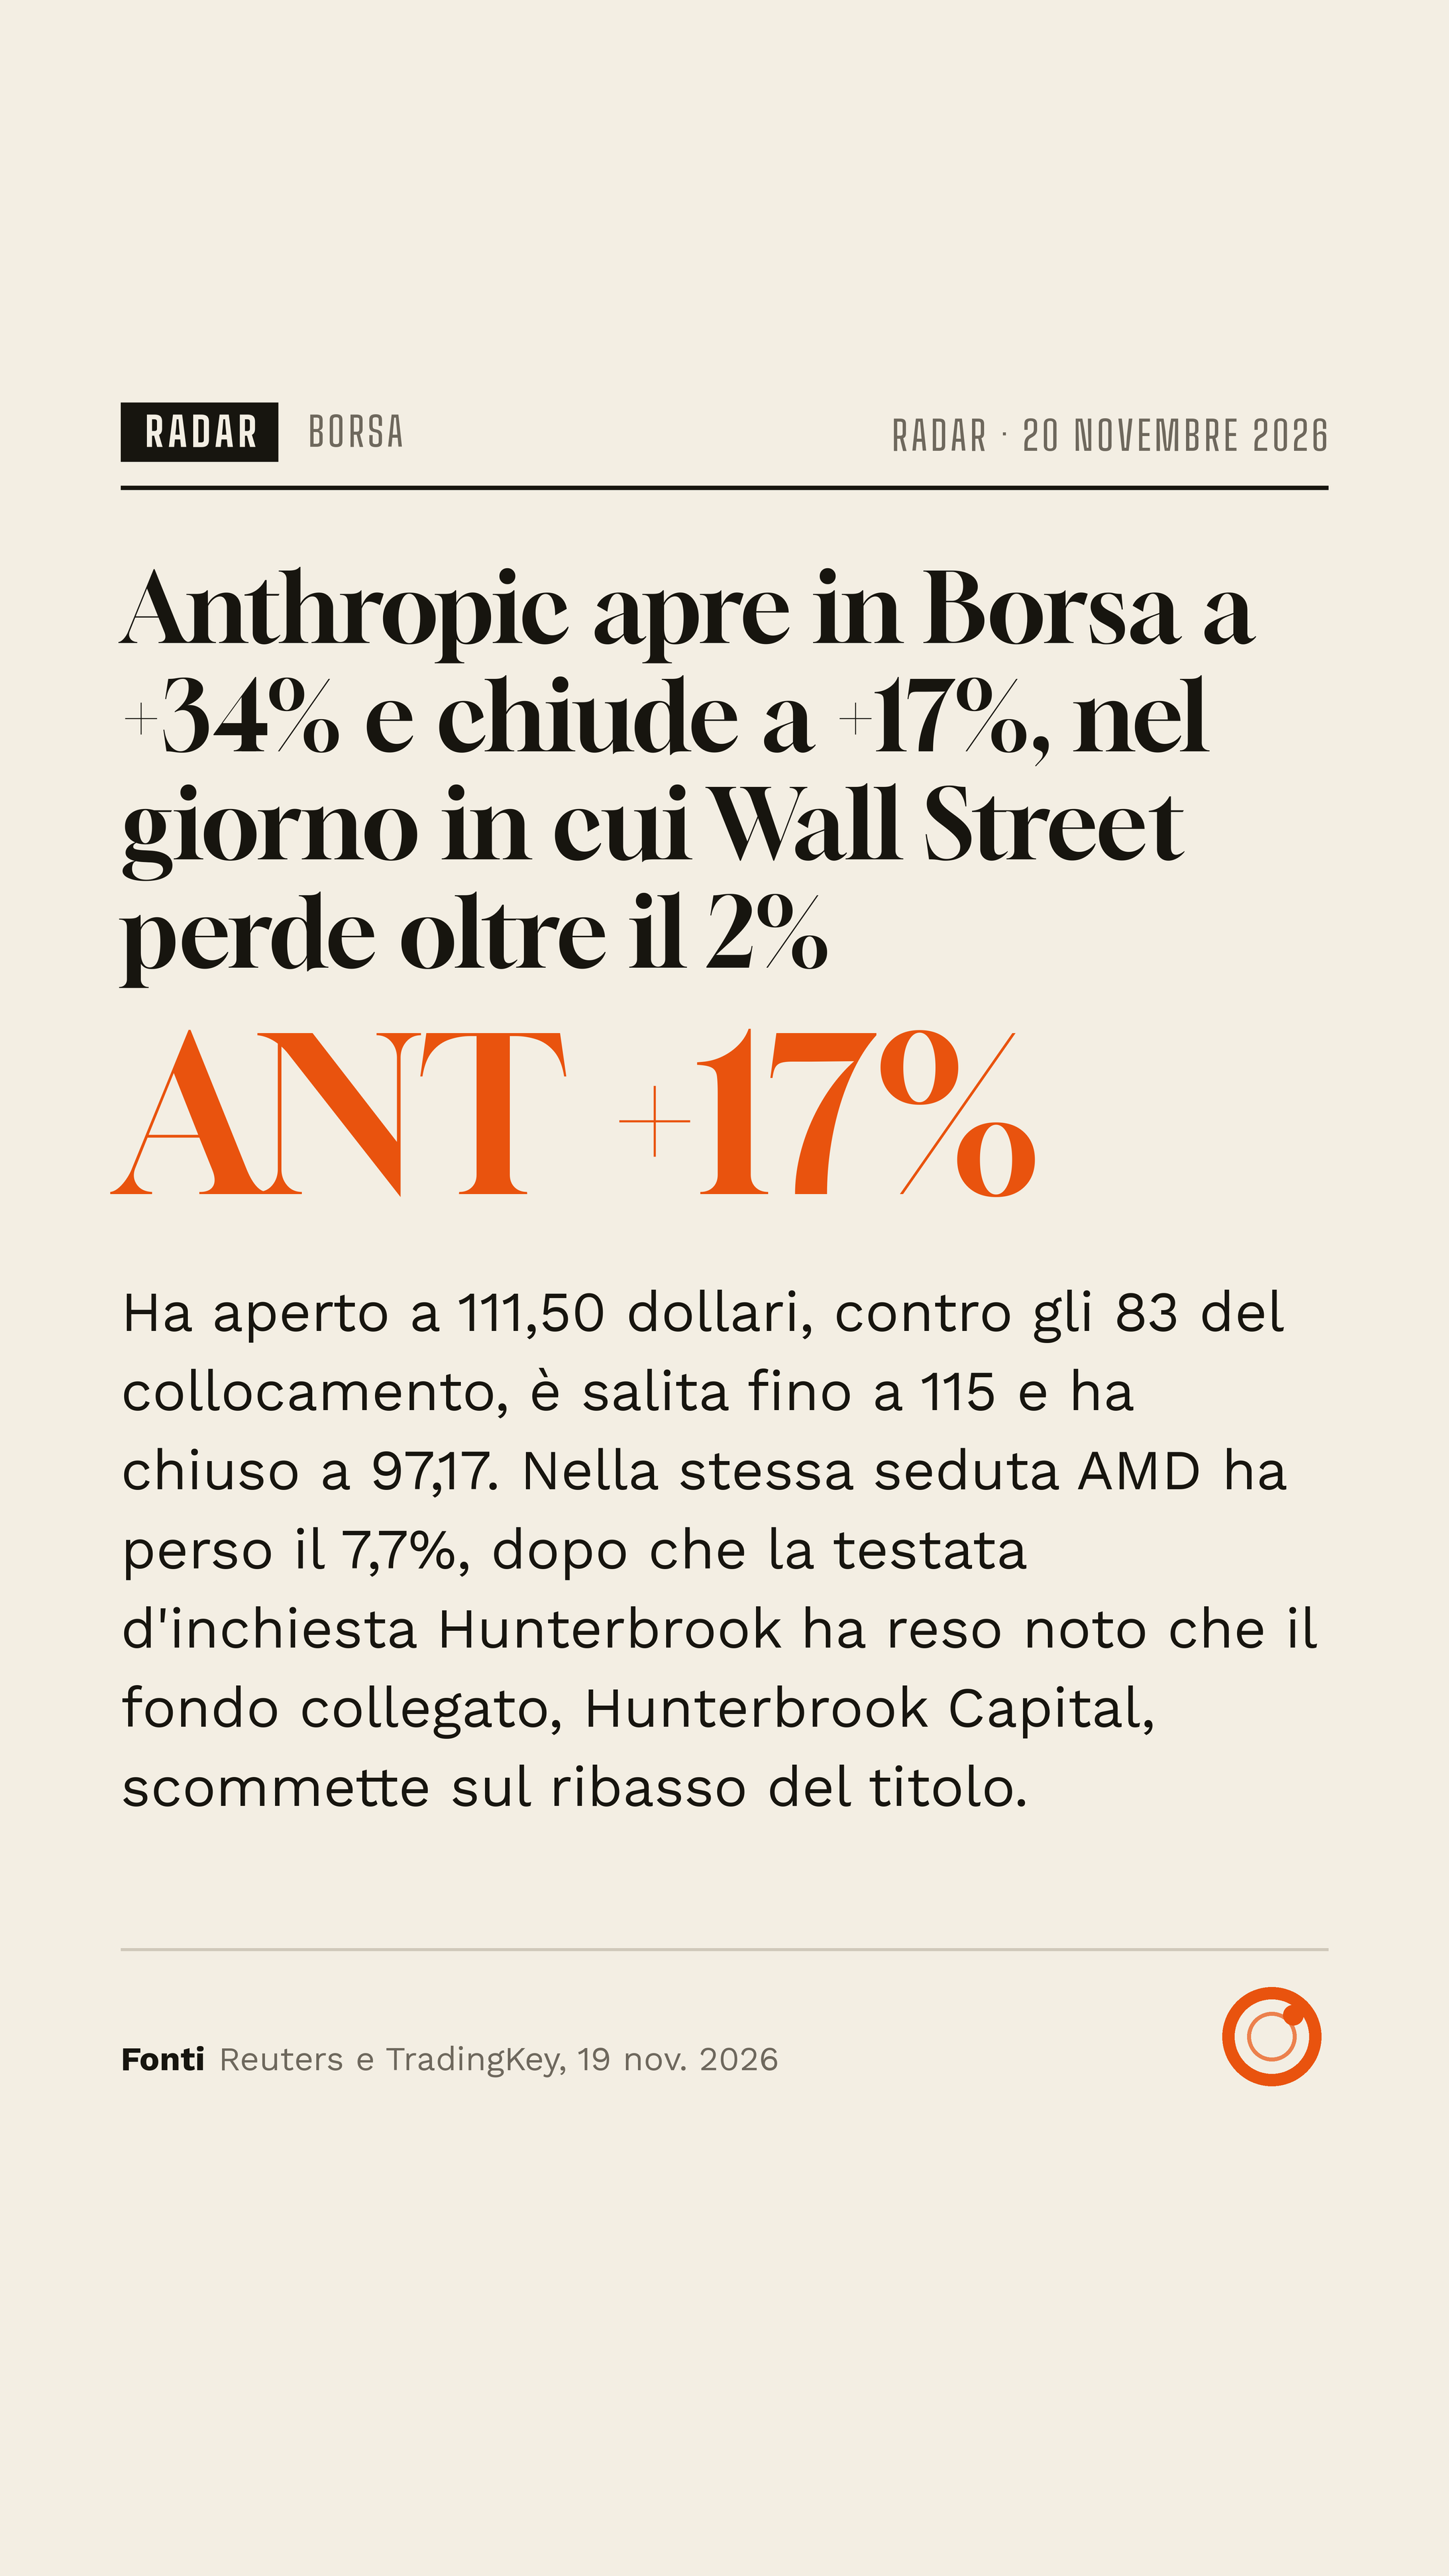 RADAR BORSA RADAR · 20 NOVEMBRE 2026
Anthropic apre in Borsa a
+34% e chiude a +17%, nel
giorno in cui Wall Street
perde oltre il 2%
ANT +17%
Ha aperto a 111,50 dollari, contro gli 83 del
collocamento, è salita fino a 115 e ha
chiuso a 97,17. Nella stessa seduta AMD ha
perso il 7,7%, dopo che la testata
d'inchiesta Hunterbrook ha reso noto che il
fondo collegato, Hunterbrook Capital,
scommette sul ribasso del titolo.
Fonti Reuters e TradingKey, 19 nov. 2026